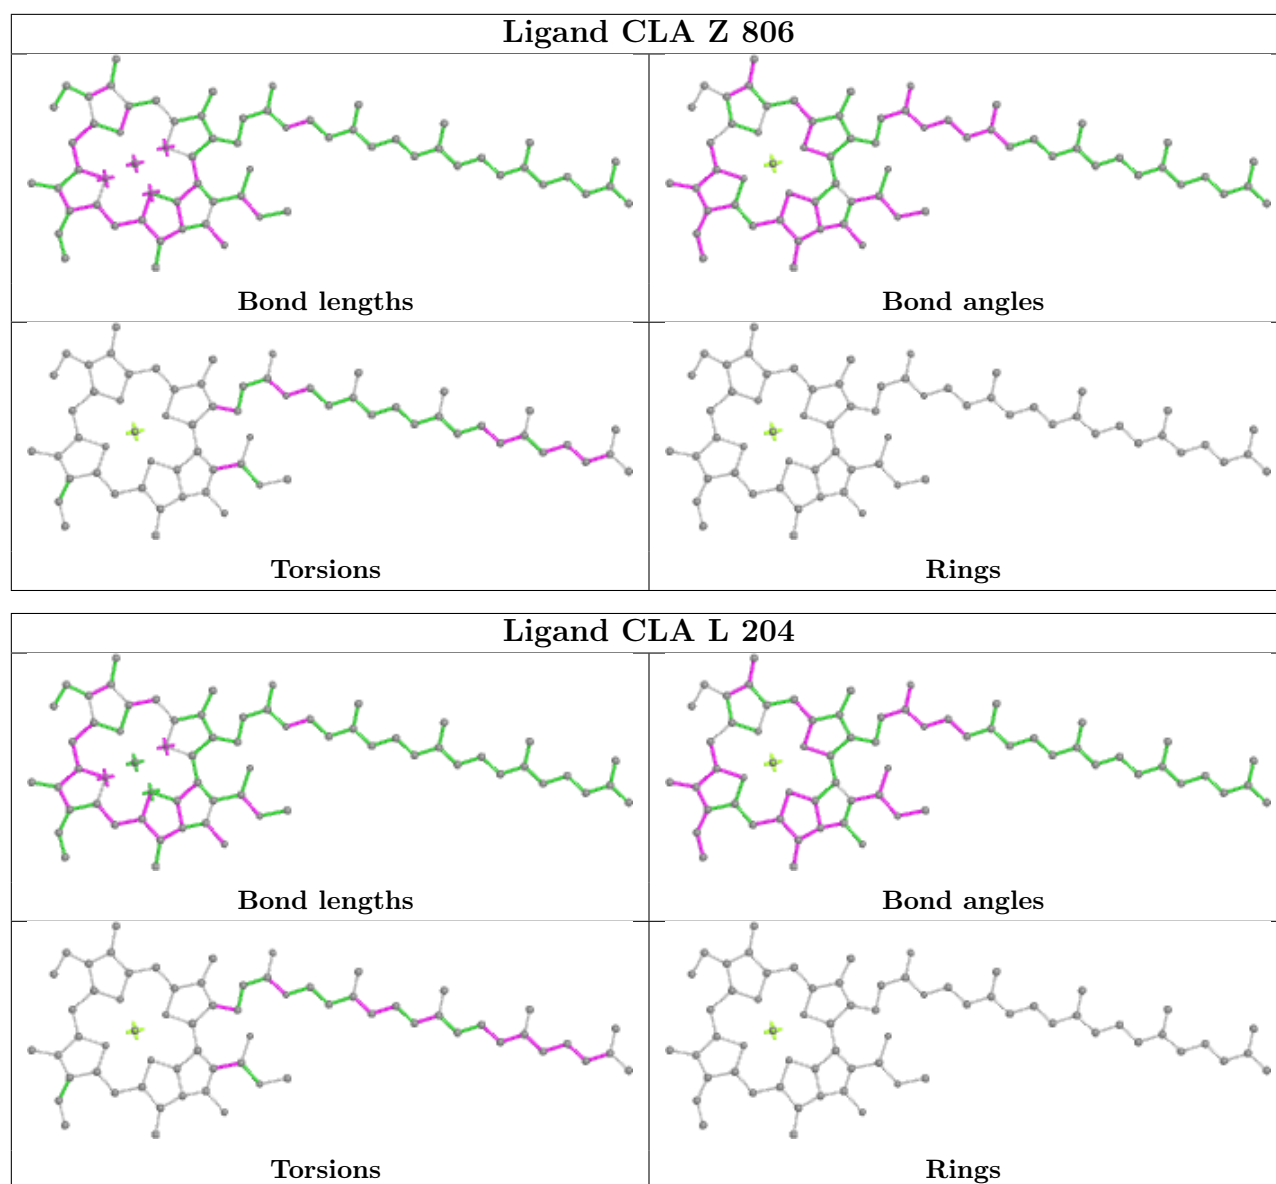 Ligand CLA Z 806
Bond lengths
Bond angles
Torsions
Rings
Ligand CLA L 204
Bond lengths
Bond angles
Torsions
Rings